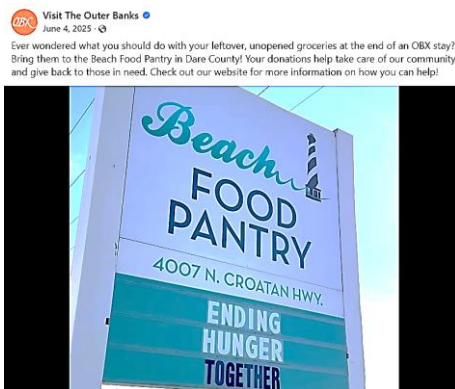 OBX
Visit The Outer Banks
June 4, 2025 ·
Ever wondered what you should do with your leftover, unopened groceries at the end of an OBX stay?
Bring them to the Beach Food Pantry in Dare County! Your donations help take care of our community
and give back to those in need. Check out our website for more information on how you can help!
Beach
FOOD
PANTRY
4007 N. CROATAN HWY.
ENDING
HUNGER
TOGETHER